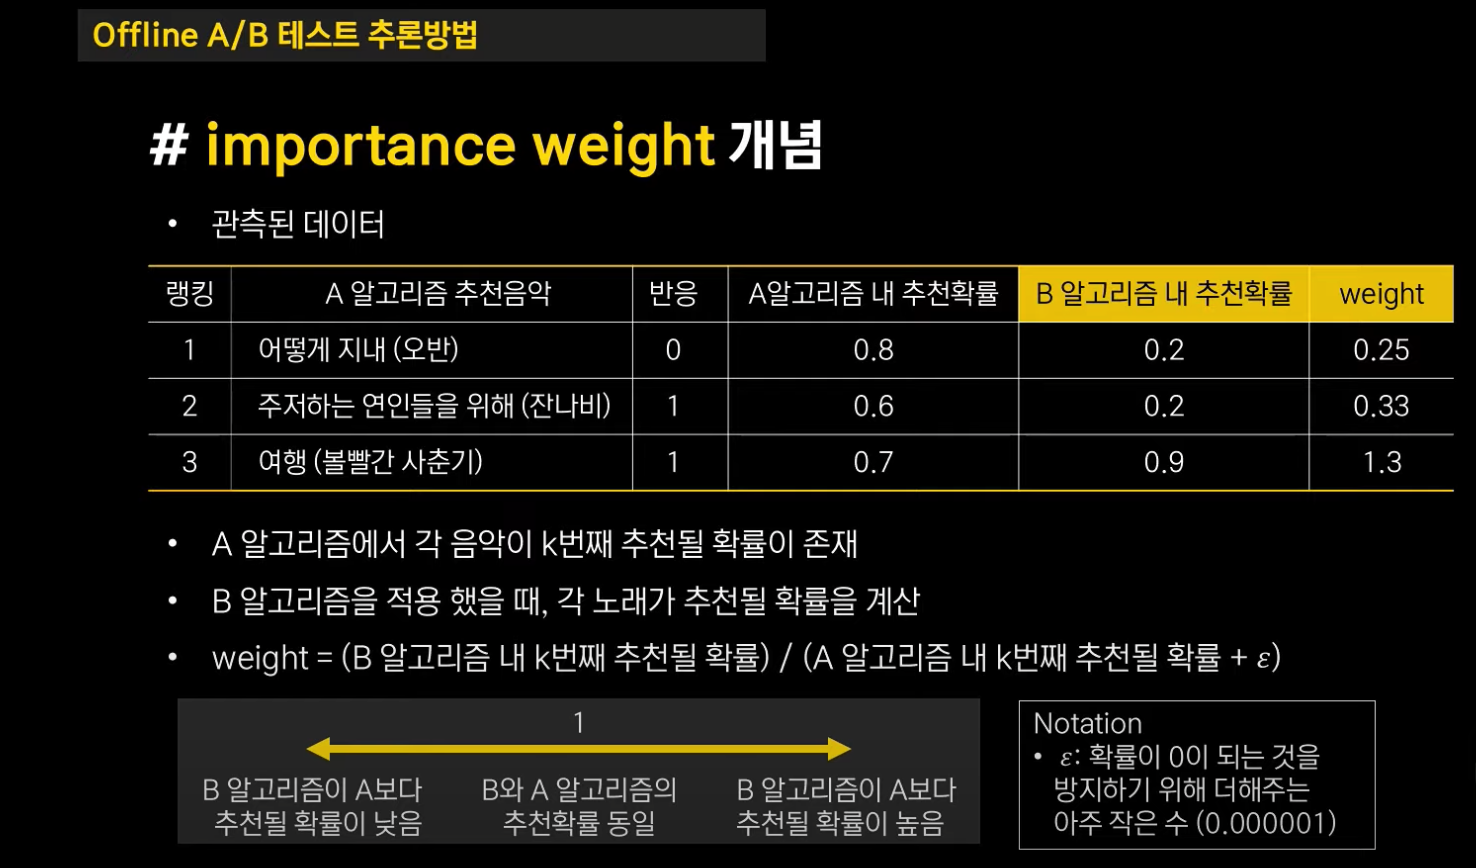 Offline A/B 테스트 추론방법
# importance weight 개념
• 관측된 데이터
랭킹 A 알고리즘 추천음악 반응 A알고리즘 내 추천확률 B 알고리즘 내 추천확률 weight
1 어떻게 지내 (오반) 0 0.8 0.2 0.25
2 주저하는 연인들을 위해 (잔나비) 1 0.6 0.2 0.33
3 여행 (볼빨간 사춘기) 1 0.7 0.9 1.3
• A 알고리즘에서 각 음악이 k번째 추천될 확률이 존재
• B 알고리즘을 적용 했을 때, 각 노래가 추천될 확률을 계산
• weight = (B 알고리즘 내 k번째 추천될 확률) / (A 알고리즘 내 k번째 추천될 확률 + ε)
1
B 알고리즘이 A보다
추천될 확률이 낮음
B와 A 알고리즘의
추천확률 동일
B 알고리즘이 A보다
추천될 확률이 높음
Notation
• ε: 확률이 0이 되는 것을
방지하기 위해 더해주는
아주 작은 수 (0.000001)